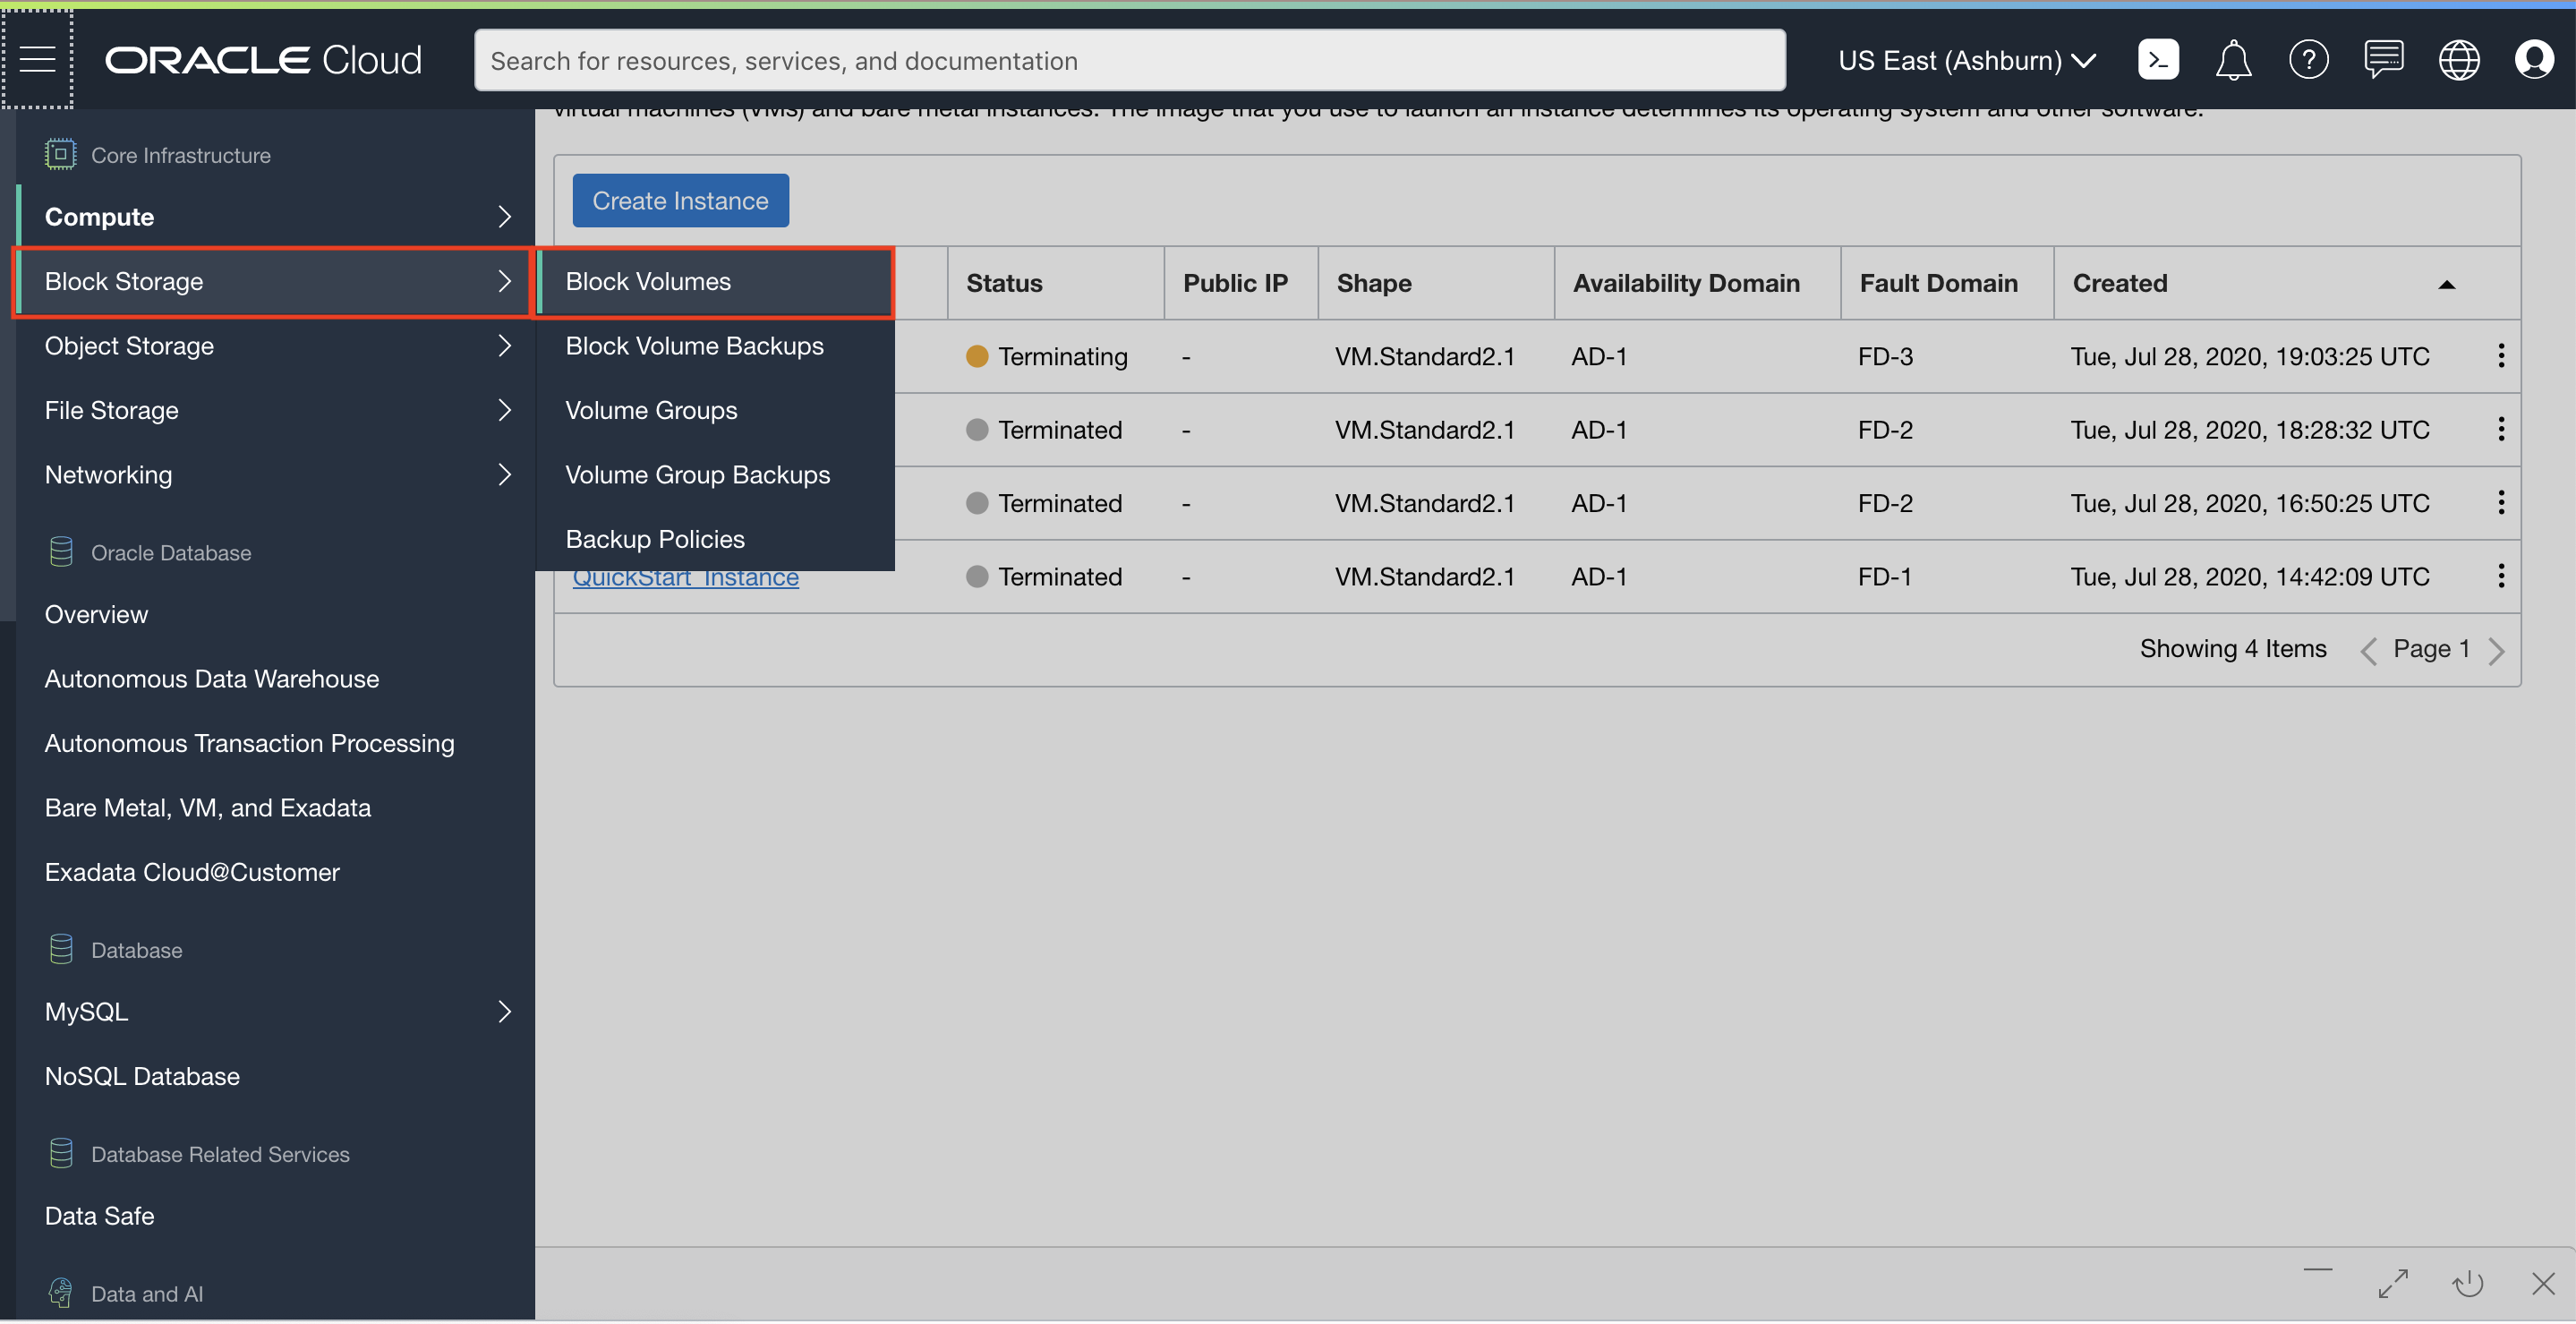 ORACLE Cloud
Search for resources, services, and documentation
US East (Ashburn)
virtual machines (VMs) and bare metal instances. The image that you use to launch an instance determines its operating system and other software.
Core Infrastructure
Compute
Block Storage
Object Storage
File Storage
Networking
Oracle Database
Overview
Autonomous Data Warehouse
Autonomous Transaction Processing
Bare Metal, VM, and Exadata
Exadata Cloud@Customer
Database
MySQL
NoSQL Database
Database Related Services
Data Safe
Data and AI
Block Volumes
Block Volume Backups
Volume Groups
Volume Group Backups
Backup Policies
Create Instance
Status Public IP Shape Availability Domain Fault Domain Created
Terminating - VM.Standard2.1 AD-1 FD-3 Tue, Jul 28, 2020, 19:03:25 UTC
Terminated - VM.Standard2.1 AD-1 FD-2 Tue, Jul 28, 2020, 18:28:32 UTC
Terminated - VM.Standard2.1 AD-1 FD-2 Tue, Jul 28, 2020, 16:50:25 UTC
QuickStart_Instance Terminated - VM.Standard2.1 AD-1 FD-1 Tue, Jul 28, 2020, 14:42:09 UTC
Showing 4 Items Page 1